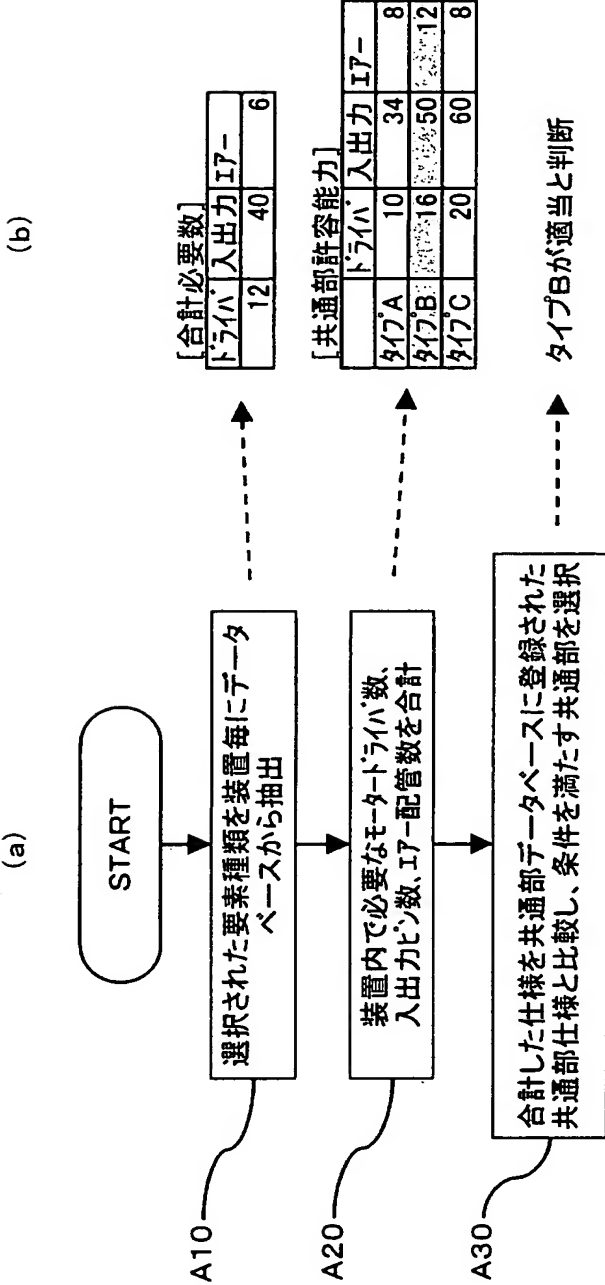 (a)
START
A10
選択された要素種類を装置毎にデータ
ベースから抽出
A20
装置内で必要なモータードライバ数、
入出力ピン数、エアー配管数を合計
A30
合計した仕様を共通部データベースに登録された
共通部仕様と比較し、条件を満たす共通部を選択
(b)
[合計必要数]
ドライバ 入出力 エアー
12 40 6
[共通部許容能力]
ドライバ 入出力 エアー
タイプA 10 34 8
タイプB 16 50 12
タイプC 20 60 8
タイプBが適当と判断